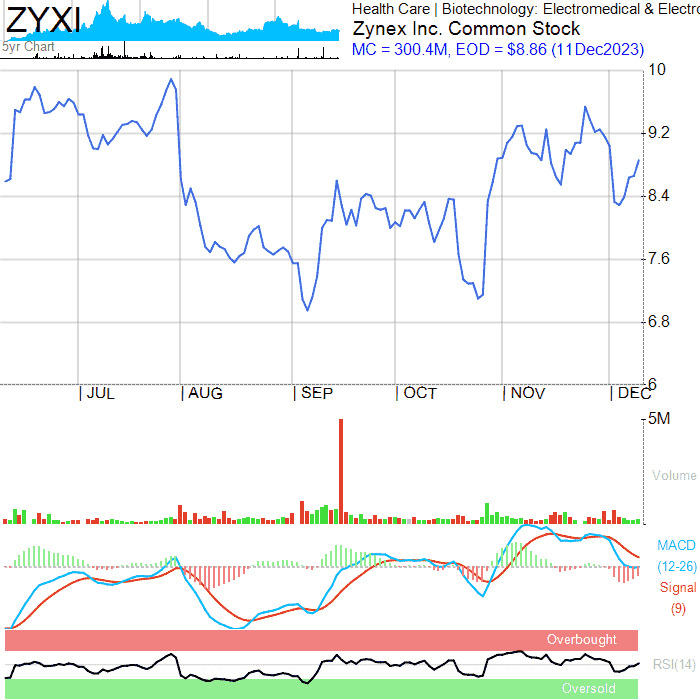 ZYXI
5yr Chart
Health Care | Biotechnology: Electromedical & Electro
Zynex Inc. Common Stock
MC = 300.4M, EOD = $8.86 (11Dec2023)
10
9.2
8.4
7.6
6.8
6
| JUL | AUG | SEP | OCT | NOV | DEC
5M
Volume
MACD
(12-26)
Signal
(9)
Overbought
RSI(14)
Oversold